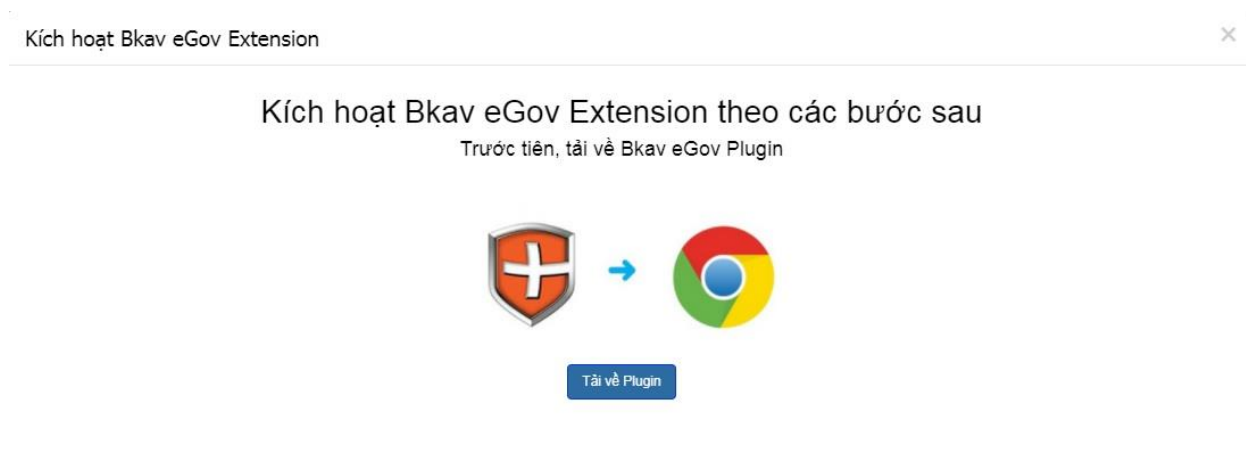 Kích hoạt Bkav eGov Extension
Kích hoạt Bkav eGov Extension theo các bước sau
Trước tiên, tải về Bkav eGov Plugin
Tải về Plugin